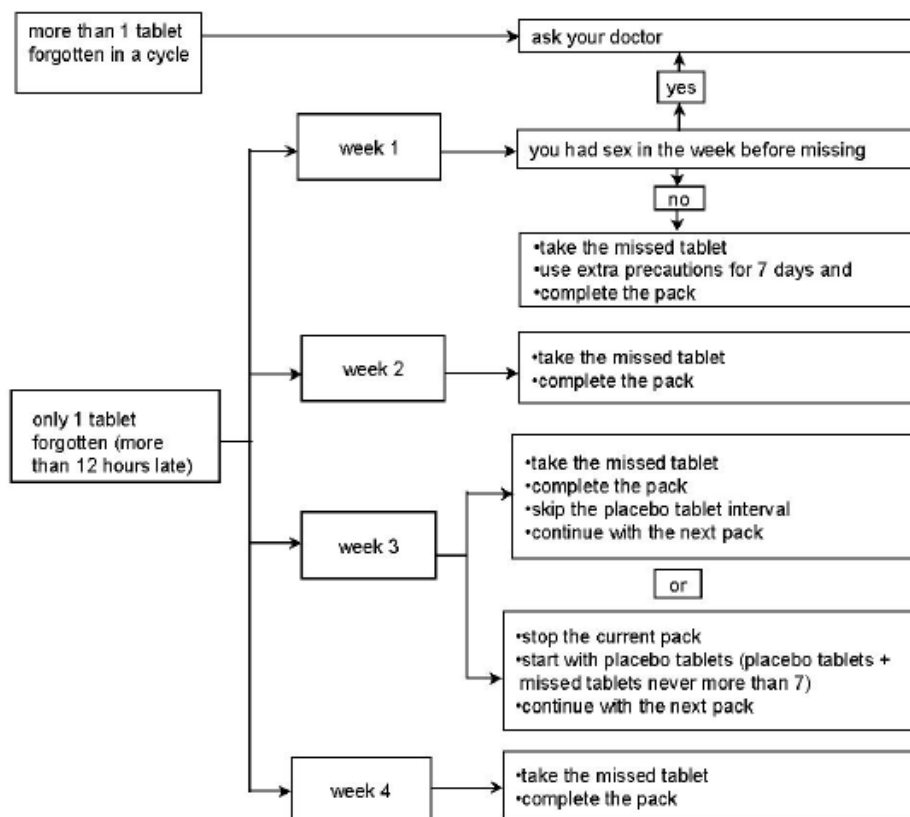 more than 1 tablet
forgotten in a cycle
ask your doctor
yes
week 1
you had sex in the week before missing
no
•take the missed tablet
•use extra precautions for 7 days and
•complete the pack
week 2
•take the missed tablet
•complete the pack
only 1 tablet
forgotten (more
than 12 hours late)
•take the missed tablet
•complete the pack
•skip the placebo tablet interval
•continue with the next pack
week 3
or
•stop the current pack
•start with placebo tablets (placebo tablets +
missed tablets never more than 7)
•continue with the next pack
week 4
•take the missed tablet
•complete the pack